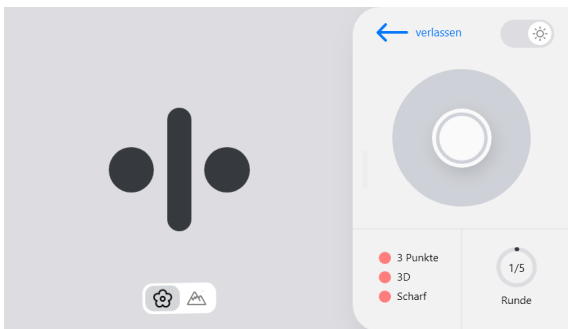 verlassen
3 Punkte
3D
Scharf
1/5
Runde